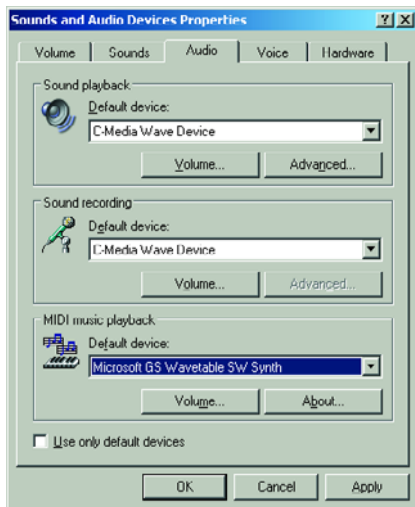 Sounds and Audio Devices Properties
Volume Sounds Audio Voice Hardware
Sound playback
Default device:
C-Media Wave Device
Volume... Advanced...
Sound recording
Default device:
C-Media Wave Device
Volume... Advanced...
MIDI music playback
Default device:
Microsoft GS Wavetable SW Synth
Volume... About...
Use only default devices
OK Cancel Apply